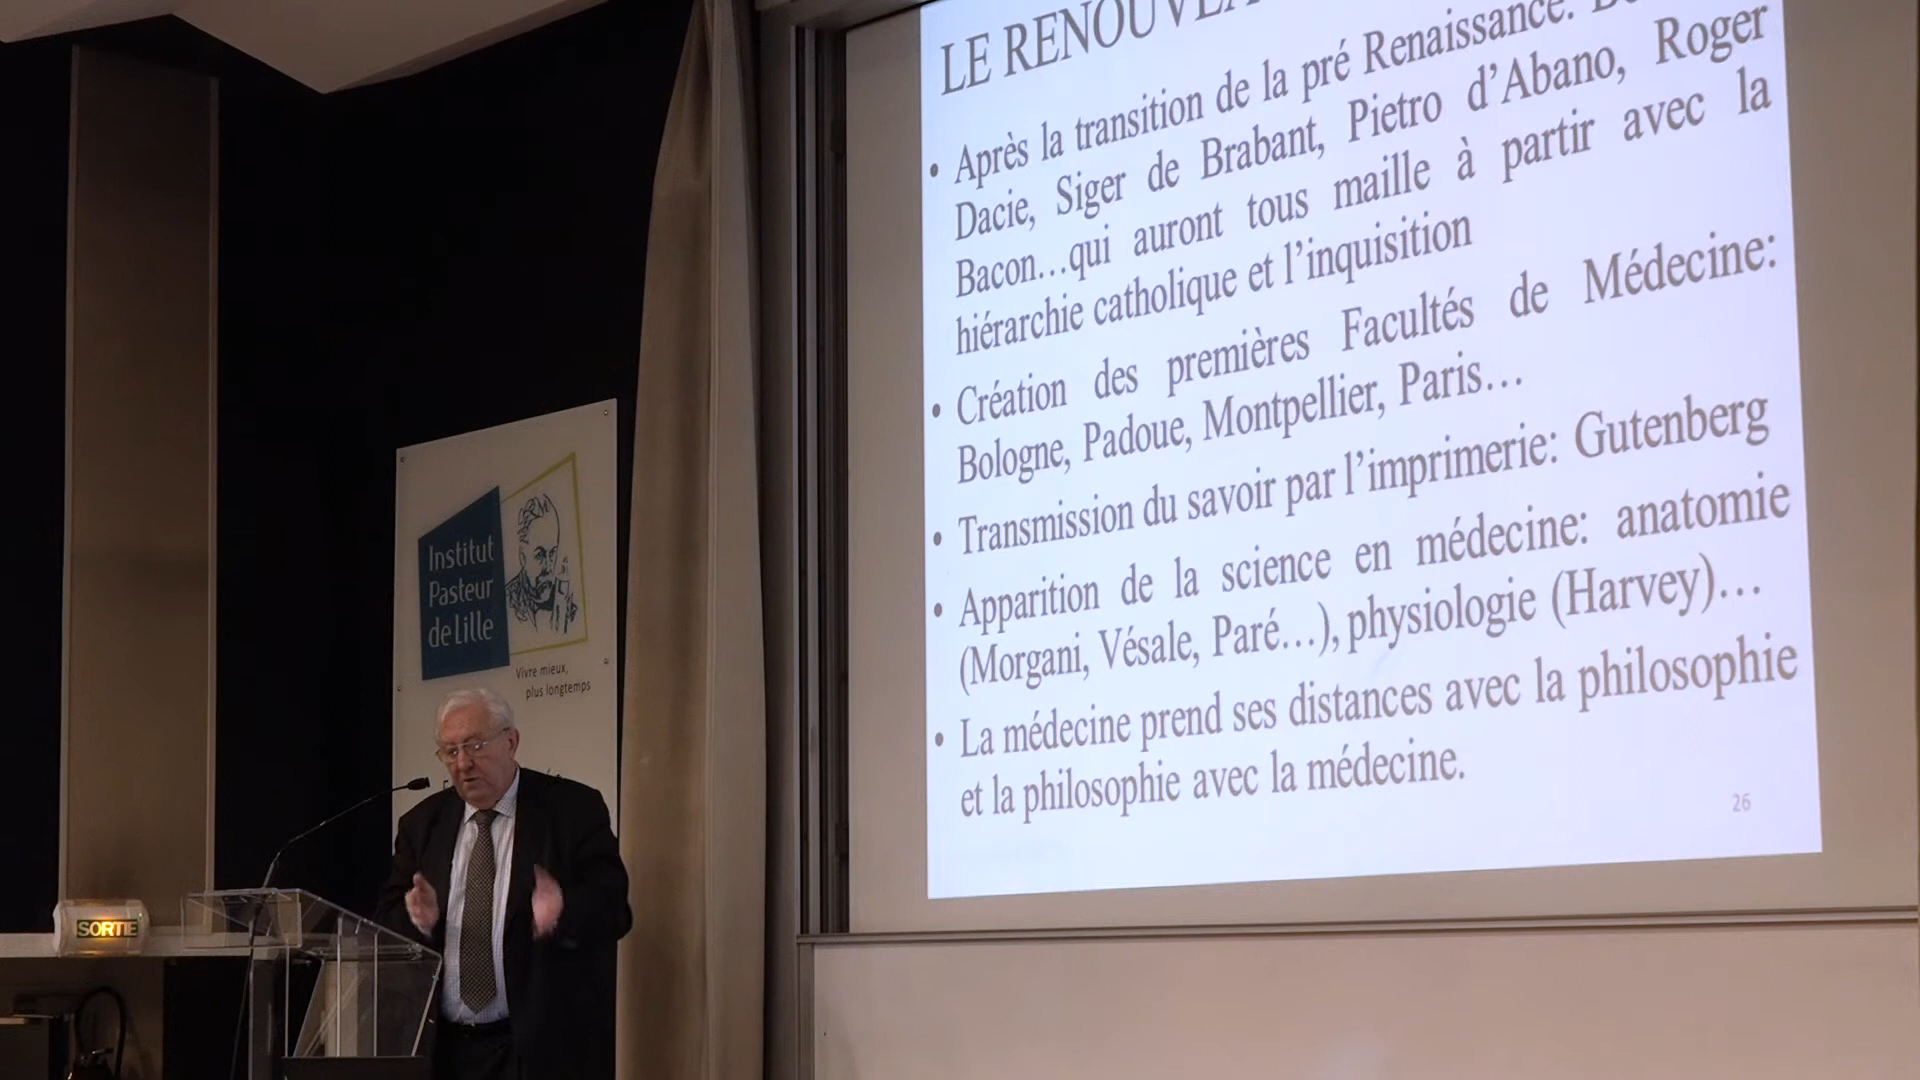 LE RENOUVE
Après la transition de la pré Renaissance.
Dacie, Siger de Brabant, Pietro d'Abano, Roger
Bacon…qui auront tous maille à partir avec la
hiérarchie catholique et l'inquisition
Création des premières Facultés de Médecine:
Bologne, Padoue, Montpellier, Paris…
Transmission du savoir par l'imprimerie: Gutenberg
Apparition de la science en médecine: anatomie
(Morgani, Vésale, Paré…), physiologie (Harvey)…
La médecine prend ses distances avec la philosophie
et la philosophie avec la médecine.
26
Institut
Pasteur
de Lille
Vivre mieux,
plus longtemps
SORTIE